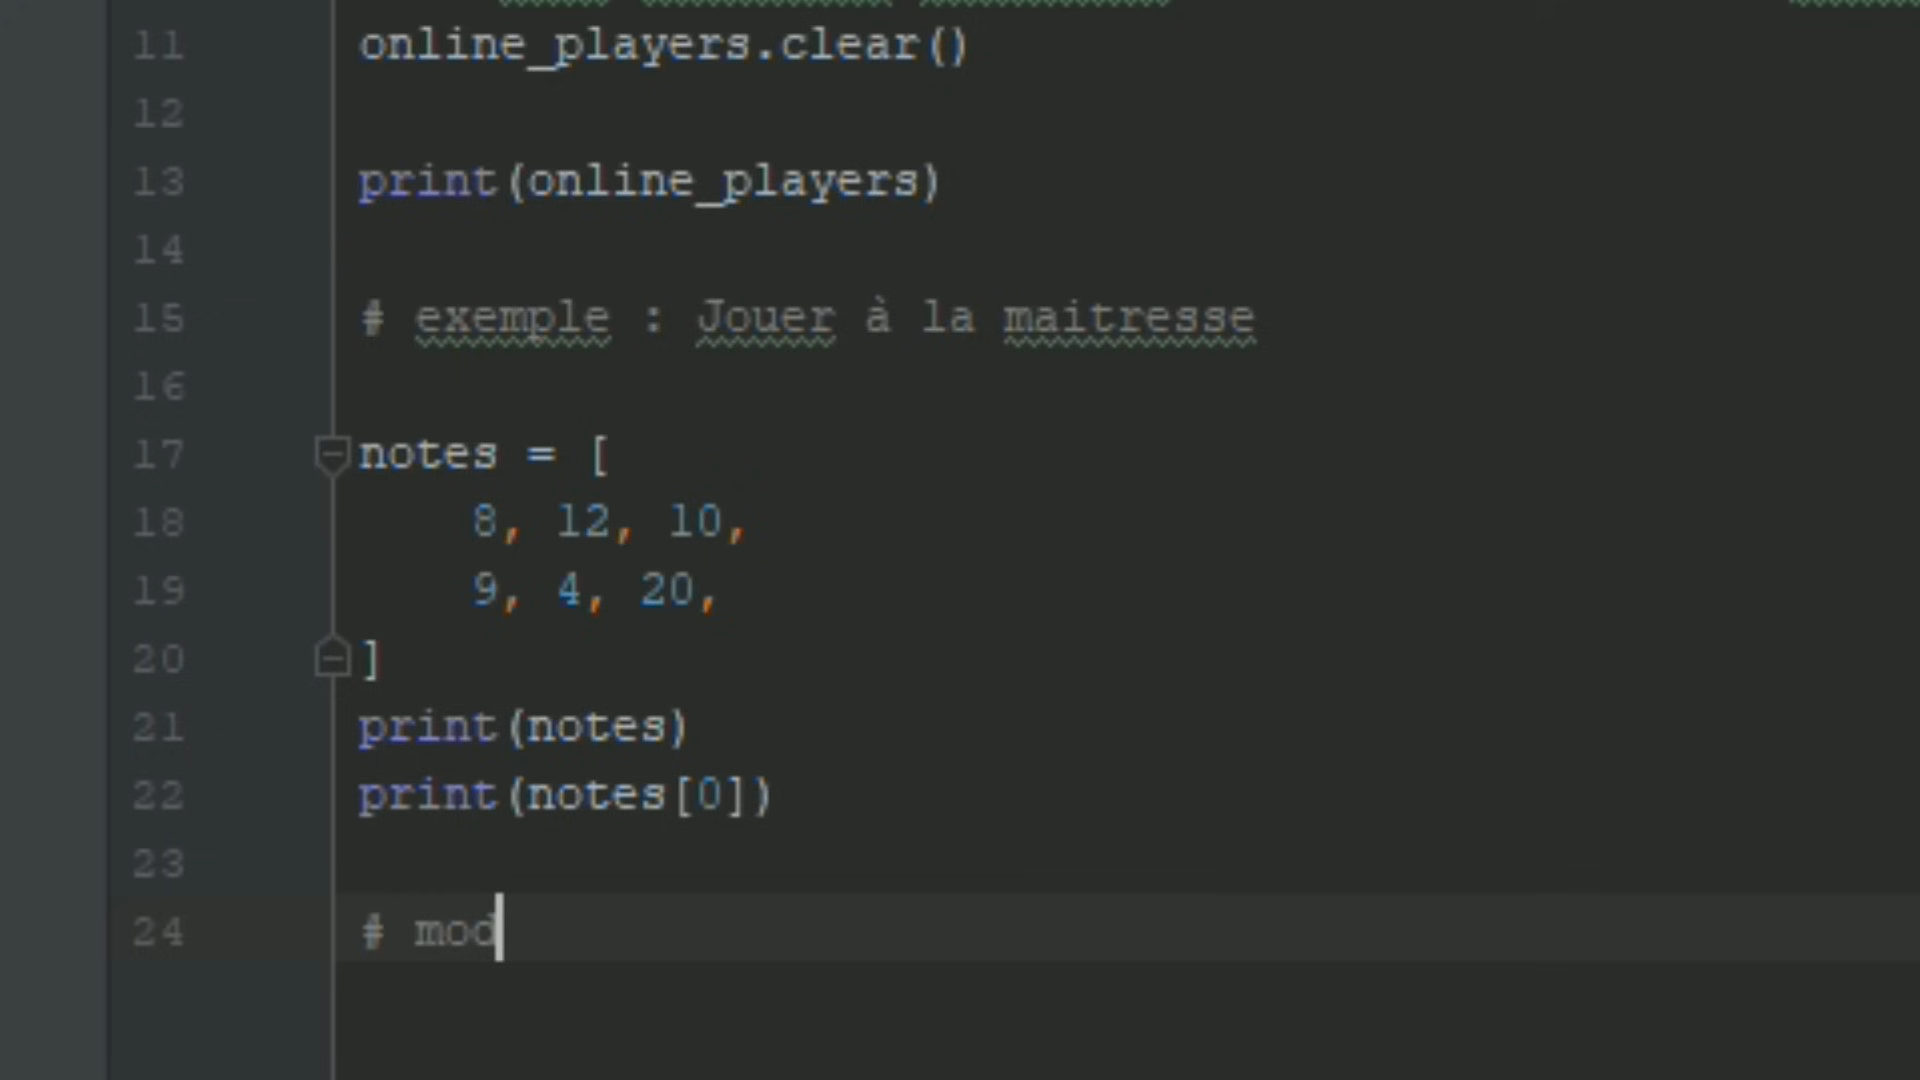 11 online_players.clear()
12
13 print(online_players)
14
15 # exemple : Jouer à la maitresse
16
17 notes = [
18 8, 12, 10,
19 9, 4, 20,
20 ]
21 print(notes)
22 print(notes[0])
23
24 # mod